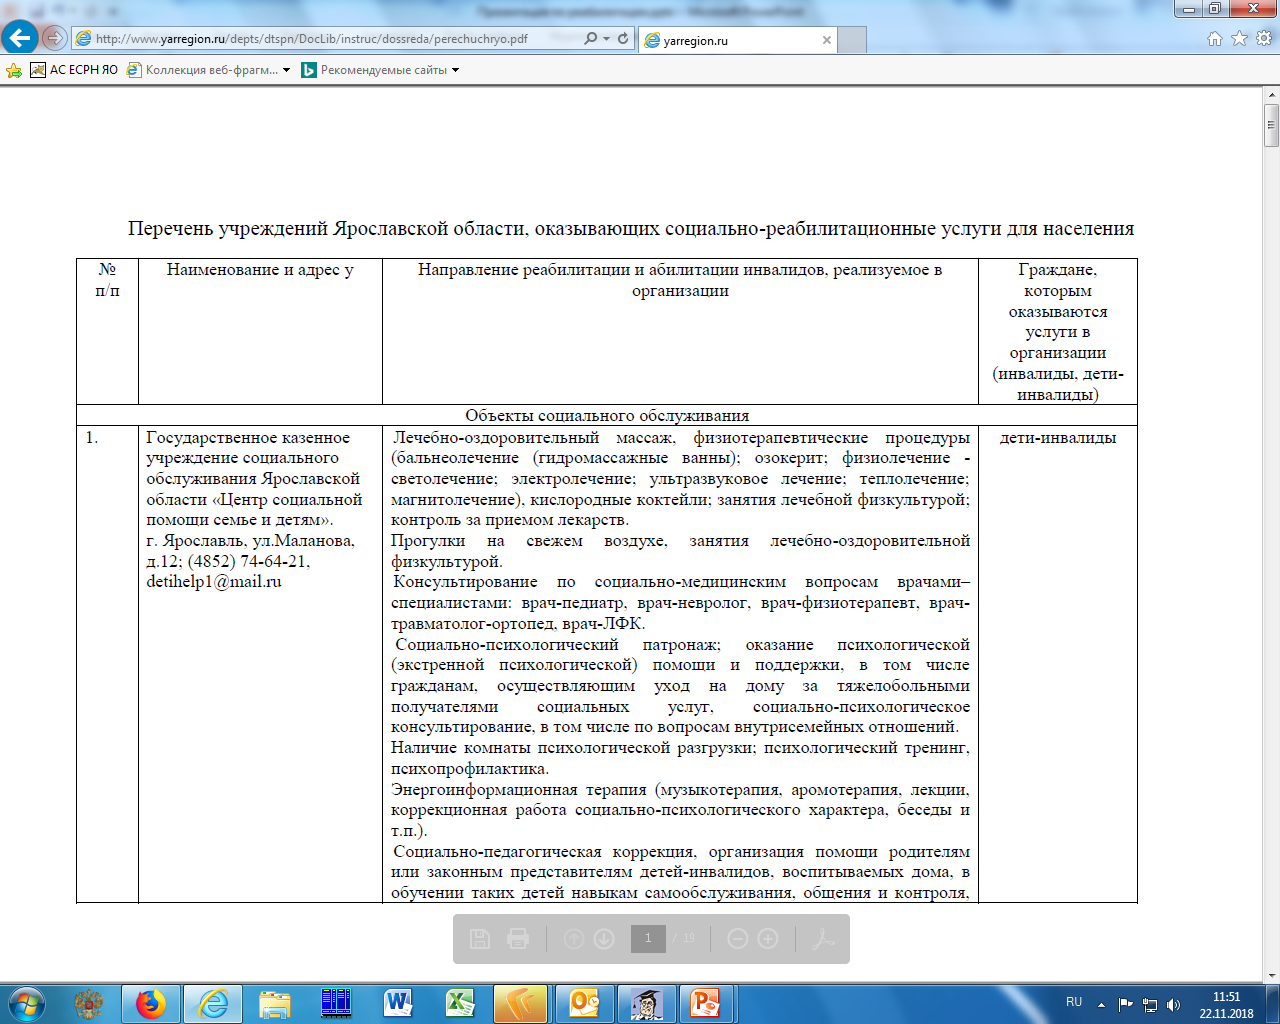 http://www.yarregion.ru/depts/dtspn/DocLib/instruc/dossreda/perechuchryo.pdf
yarregion.ru
АС ЕСРН ЯО
Коллекция веб-фрагм...
Рекомендуемые сайты
Перечень учреждений Ярославской области, оказывающих социально-реабилитационные услуги для населения
№
п/п
Наименование и адрес у
Направление реабилитации и абилитации инвалидов, реализуемое в
организации
Граждане,
которым
оказываются
услуги в
организации
(инвалиды, дети-
инвалиды)
Объекты социального обслуживания
1.
Государственное казенное
учреждение социального
обслуживания Ярославской
области «Центр социальной
помощи семье и детям».
г. Ярославль, ул.Маланова,
д.12; (4852) 74-64-21,
detihelp1@mail.ru
Лечебно-оздоровительный массаж, физиотерапевтические процедуры
(бальнеолечение (гидромассажные ванны); озокерит; физиолечение -
светолечение; электролечение; ультразвуковое лечение; теплолечение;
магнитолечение), кислородные коктейли; занятия лечебной физкультурой;
контроль за приемом лекарств.
Прогулки на свежем воздухе, занятия лечебно-оздоровительной
физкультурой.
Консультирование по социально-медицинским вопросам врачами–
специалистами: врач-педиатр, врач-невролог, врач-физиотерапевт, врач-
травматолог-ортопед, врач-ЛФК.
Социально-психологический патронаж; оказание психологической
(экстренной психологической) помощи и поддержки, в том числе
гражданам, осуществляющим уход на дому за тяжелобольными
получателями социальных услуг, социально-психологическое
консультирование, в том числе по вопросам внутрисемейных отношений.
Наличие комнаты психологической разгрузки; психологический тренинг,
психопрофилактика.
Энергоинформационная терапия (музыкотерапия, аромотерапия, лекции,
коррекционная работа социально-психологического характера, беседы и
т.п.).
Социально-педагогическая коррекция, организация помощи родителям
или законным представителям детей-инвалидов, воспитываемых дома, в
обучении таких детей навыкам самообслуживания, общения и контроля,
дети-инвалиды
1 / 19
RU
11:51
22.11.2018